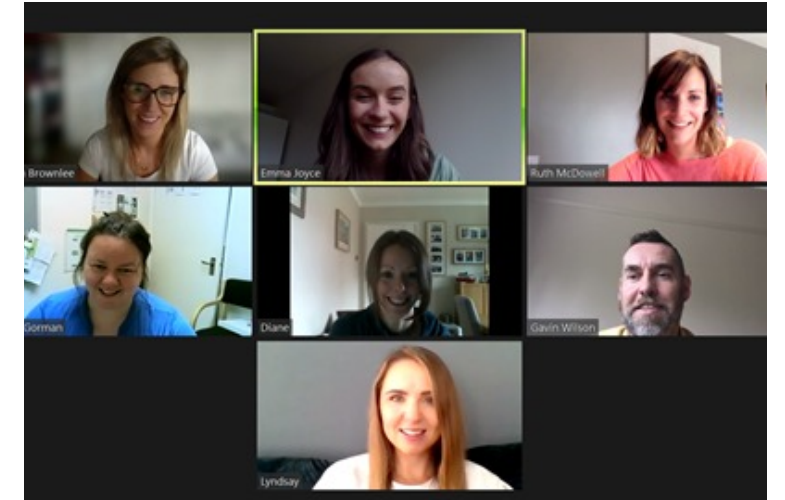 Brownlee
Emma Joyce
Ruth McDowell
Gorman
Diane
Gavin Wilson
Lyndsay